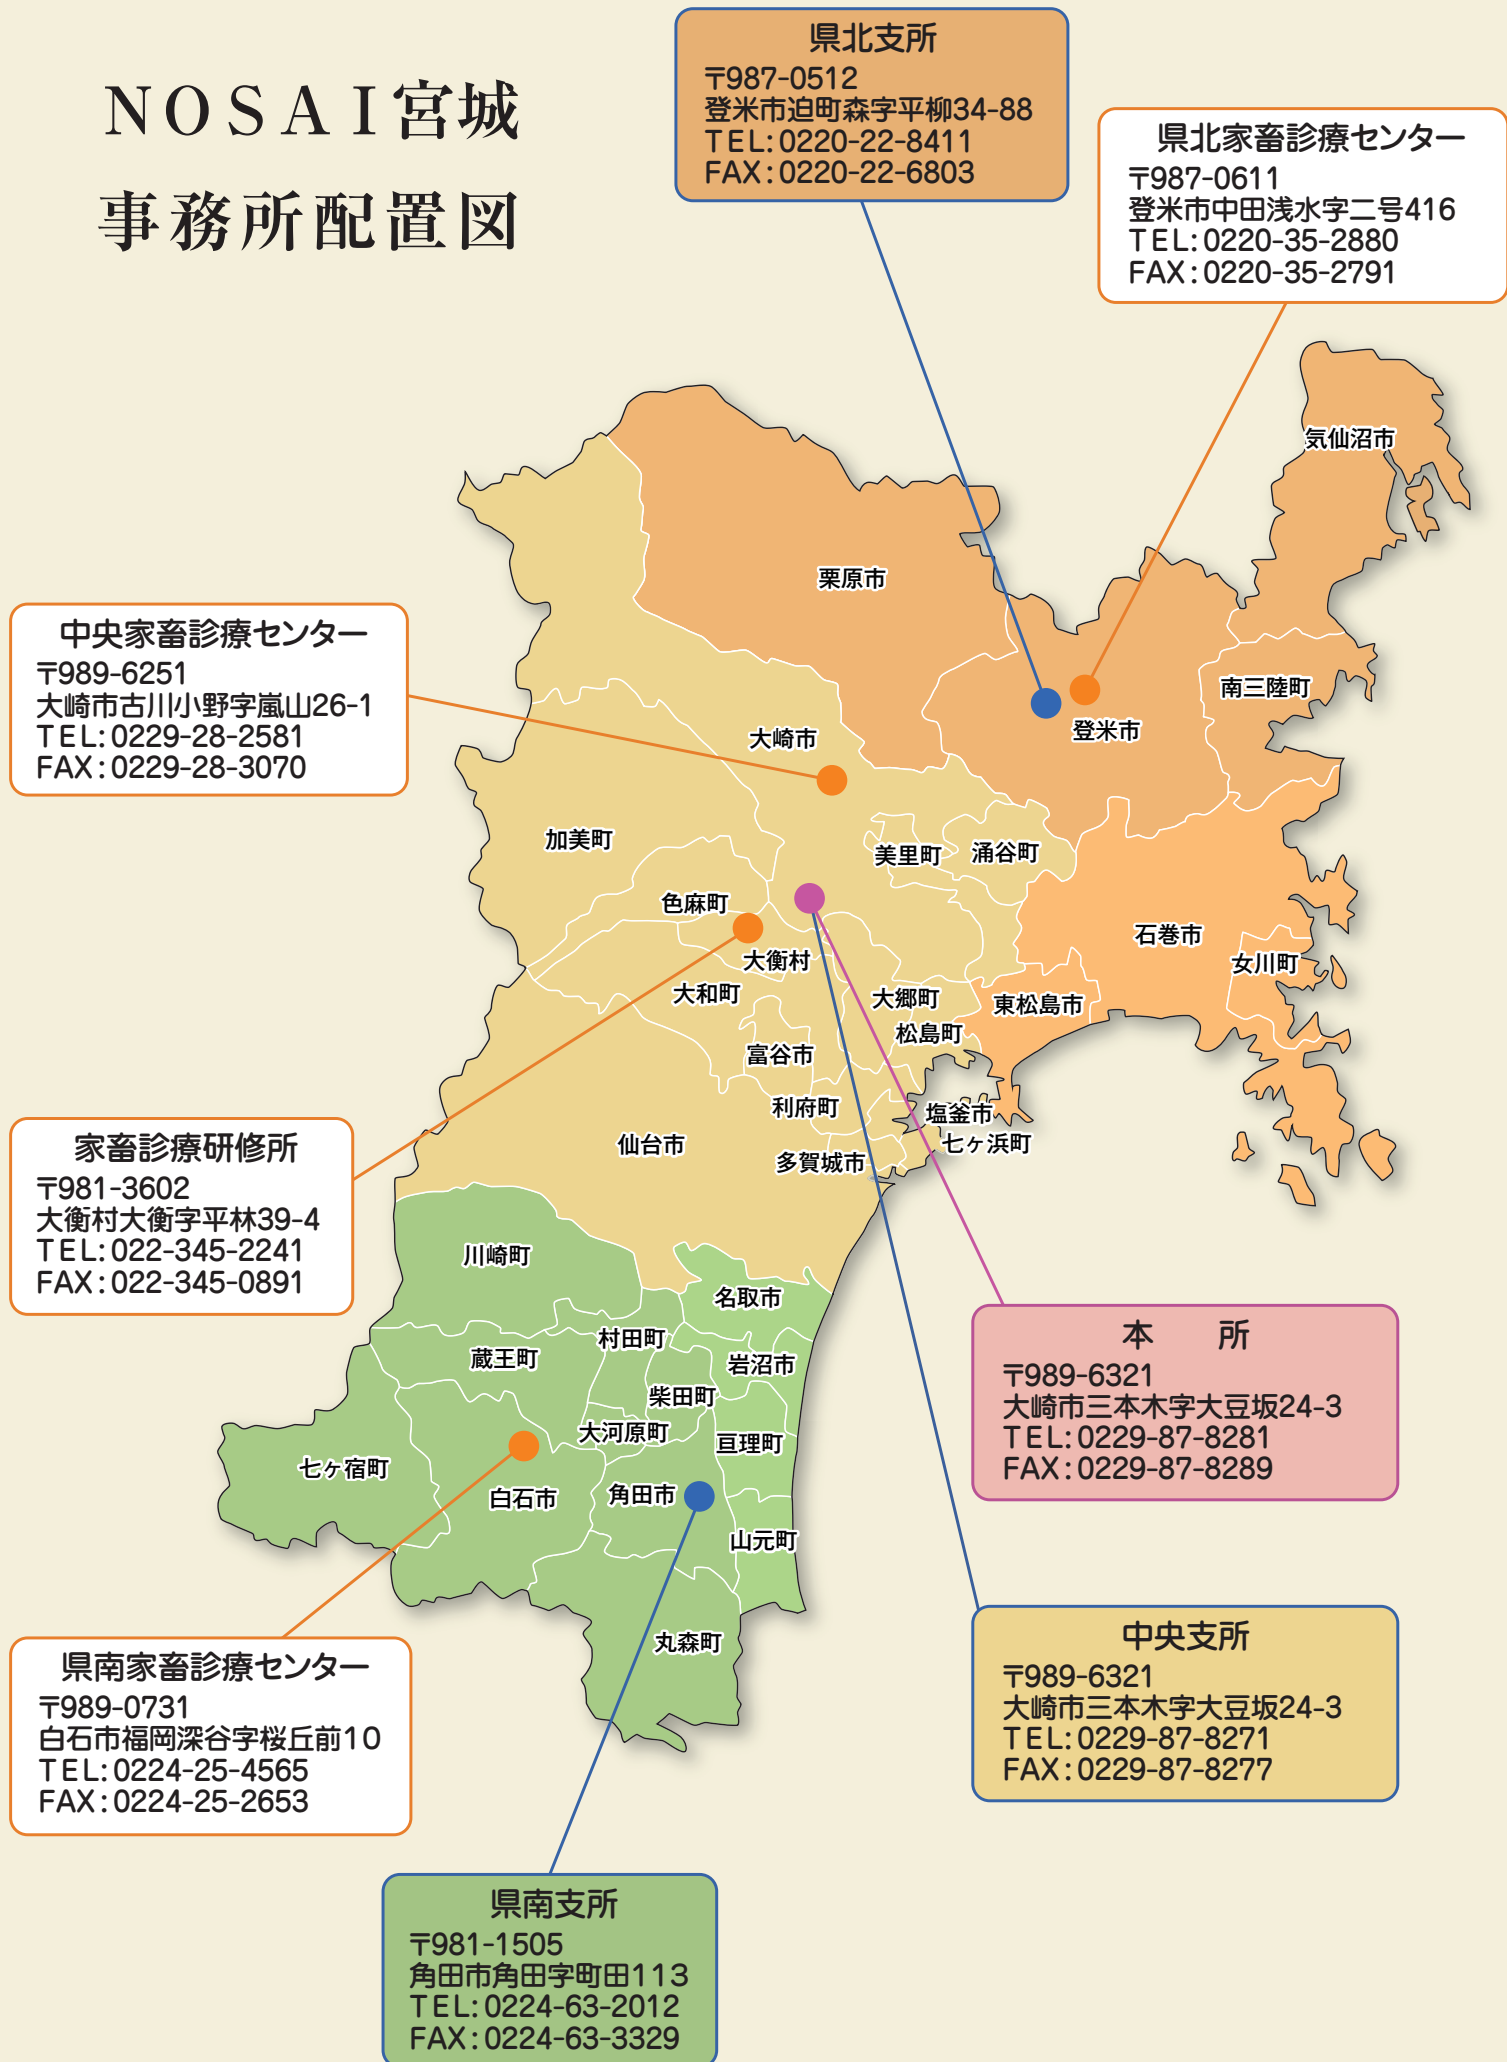 NOSAI宮城
事務所配置図
県北支所
〒987-0512
登米市迫町森字平柳34-88
TEL:0220-22-8411
FAX:0220-22-6803
県北家畜診療センター
〒987-0611
登米市中田浅水字二号416
TEL:0220-35-2880
FAX:0220-35-2791
気仙沼市
栗原市
南三陸町
登米市
中央家畜診療センター
〒989-6251
大崎市古川小野字嵐山26-1
TEL:0229-28-2581
FAX:0229-28-3070
大崎市
加美町
美里町
涌谷町
色麻町
石巻市
女川町
大衡村
大和町
大郷町
東松島市
松島町
富谷市
利府町
塩釜市
七ヶ浜町
仙台市
多賀城市
家畜診療研修所
〒981-3602
大衡村大衡字平林39-4
TEL:022-345-2241
FAX:022-345-0891
川崎町
名取市
村田町
蔵王町
岩沼市
柴田町
大河原町
亘理町
七ヶ宿町
白石市
角田市
山元町
丸森町
本　所
〒989-6321
大崎市三本木字大豆坂24-3
TEL:0229-87-8281
FAX:0229-87-8289
中央支所
〒989-6321
大崎市三本木字大豆坂24-3
TEL:0229-87-8271
FAX:0229-87-8277
県南家畜診療センター
〒989-0731
白石市福岡深谷字桜丘前10
TEL:0224-25-4565
FAX:0224-25-2653
県南支所
〒981-1505
角田市角田字町田113
TEL:0224-63-2012
FAX:0224-63-3329